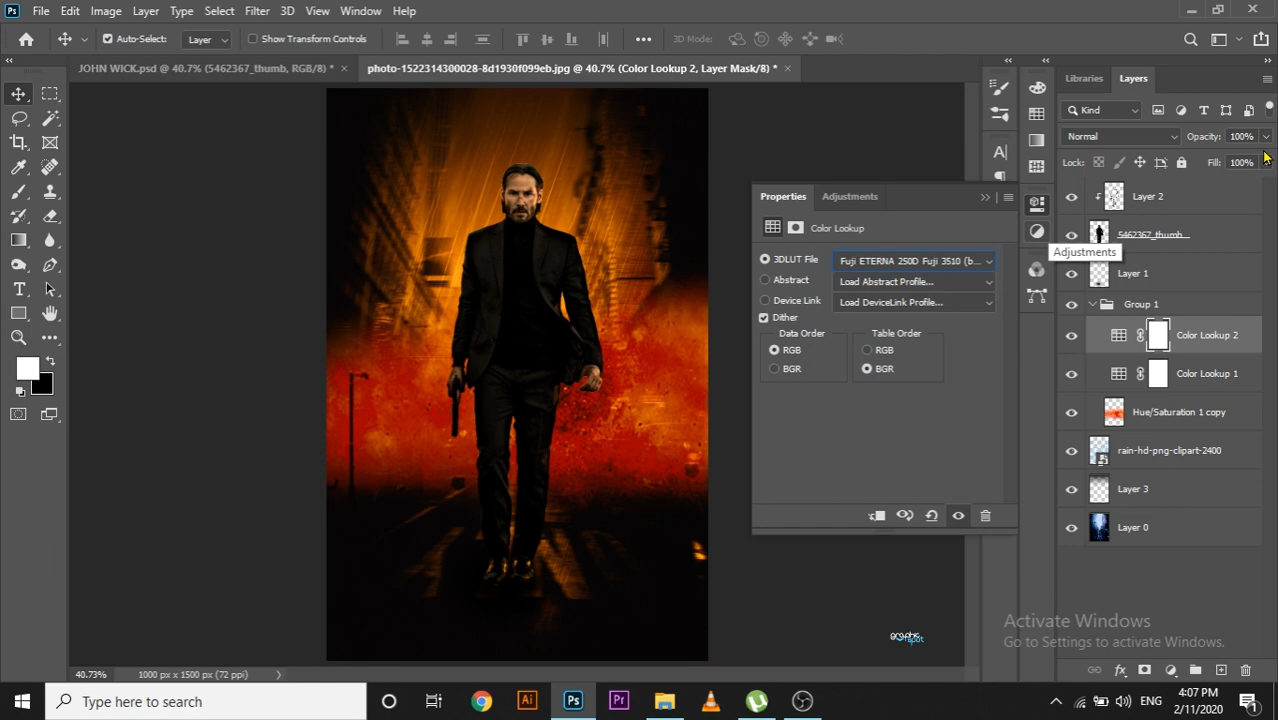 Ps File Edit Image Layer Type Select Filter 3D View Window Help
Auto-Select: Layer Show Transform Controls 3D Mode:
JOHN WICK.psd @ 40.7% (5462367_thumb, RGB/8) * × photo-1522314300028-8d1930f099eb.jpg @ 40.7% (Color Lookup 2, Layer Mask/8) * ×
Libraries Layers
Kind
Normal Opacity: 100%
Lock: Fill: 100%
Layer 2
5462367_thumb...
Adjustments
Layer 1
Group 1
Color Lookup 2
Color Lookup 1
Hue/Saturation 1 copy
rain-hd-png-clipart-2400
Layer 3
Layer 0
Properties Adjustments
Color Lookup
3DLUT File Fuji ETERNA 250D Fuji 3510 (b...
Abstract Load Abstract Profile...
Device Link Load DeviceLink Profile...
Dither
Data Order Table Order
RGB RGB
BGR BGR
Activate Windows
Go to Settings to activate Windows.
40.73% 1000 px x 1500 px (72 ppi)
Type here to search
Ai Ps Pr
ENG
4:07 PM
2/11/2020
1